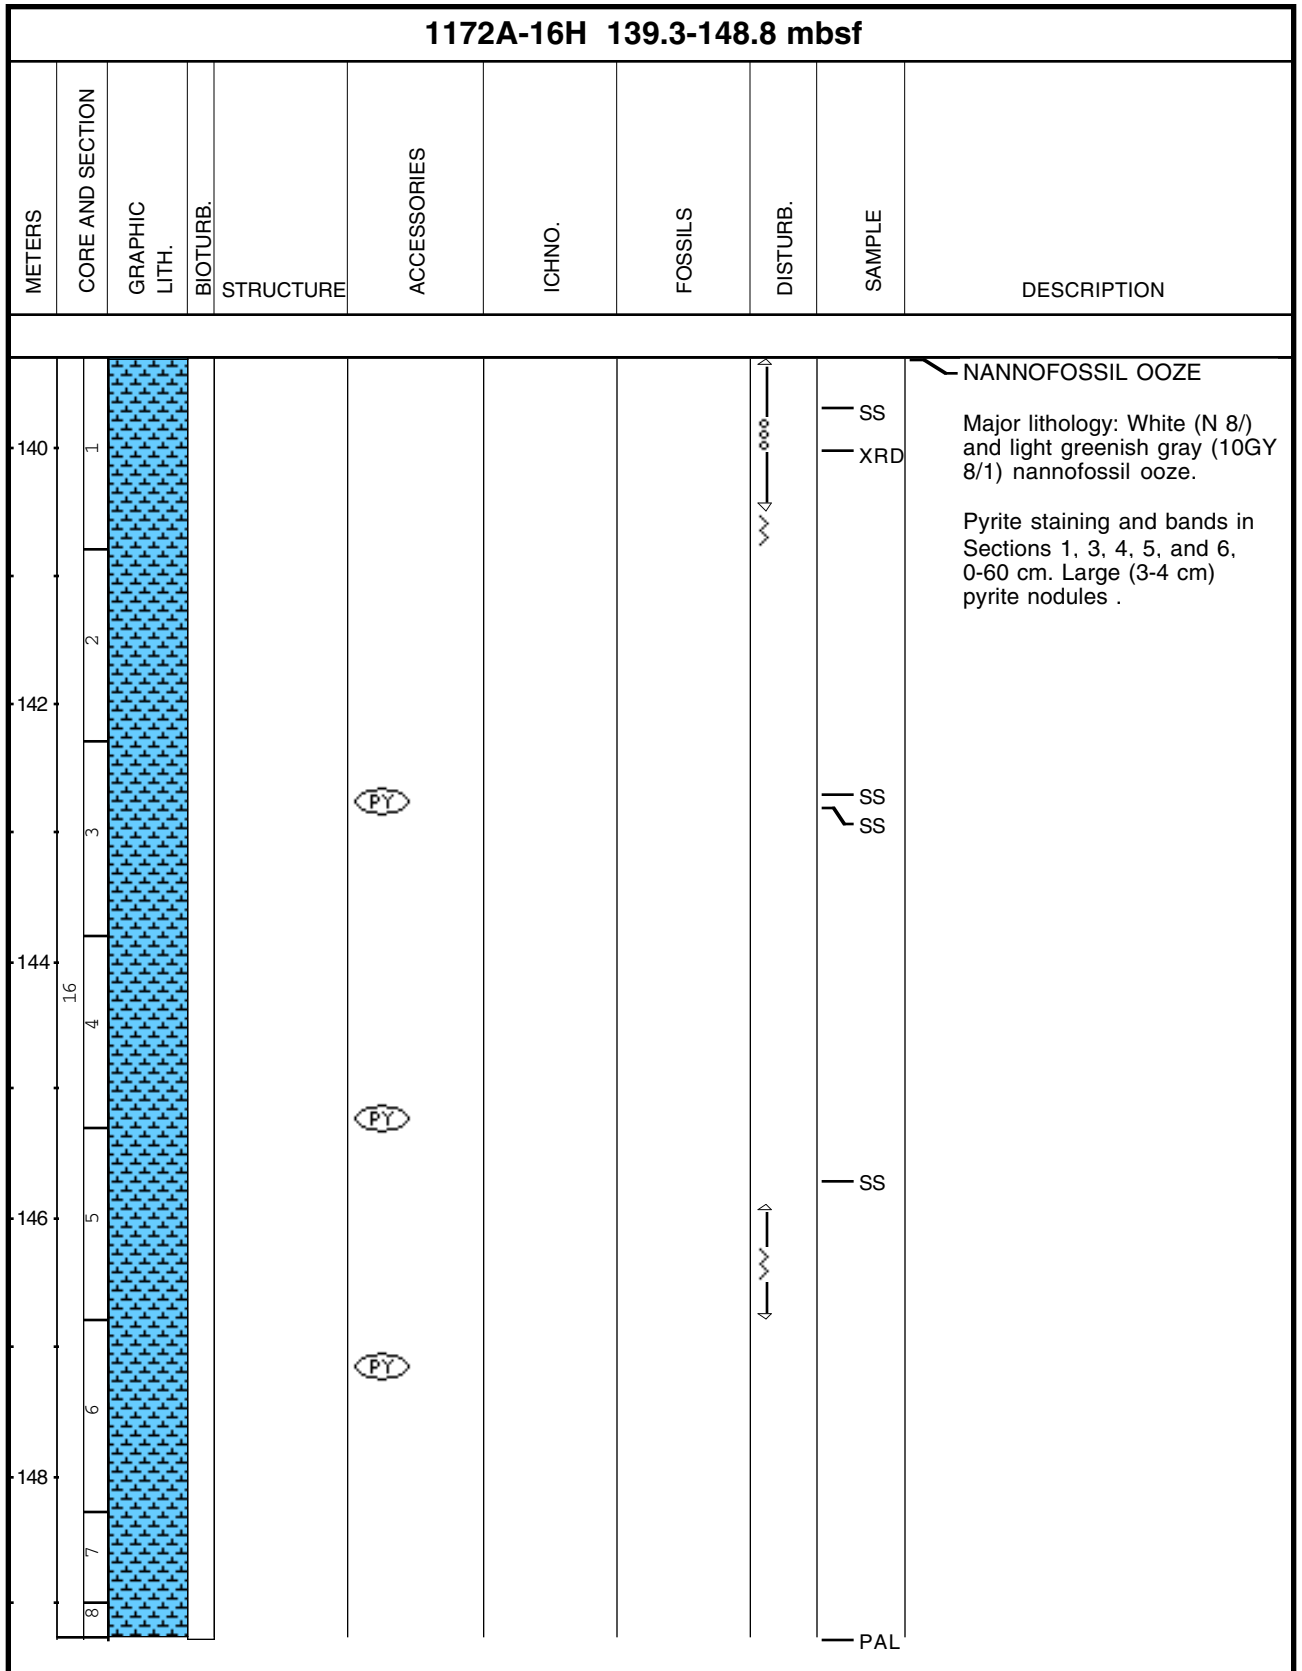 1172A-16H 139.3-148.8 mbsf
METERS
CORE AND SECTION
GRAPHIC
LITH.
BIOTURB.
STRUCTURE
ACCESSORIES
ICHNO.
FOSSILS
DISTURB.
SAMPLE
DESCRIPTION
NANNOFOSSIL OOZE
SS
Major lithology: White (N 8/)
140
1
XRD
and light greenish gray (10GY
8/1) nannofossil ooze.
Pyrite staining and bands in
Sections 1, 3, 4, 5, and 6,
0-60 cm. Large (3-4 cm)
pyrite nodules .
2
142
PY
SS
SS
3
144
16
4
PY
SS
146
5
PY
6
148
7
8
PAL